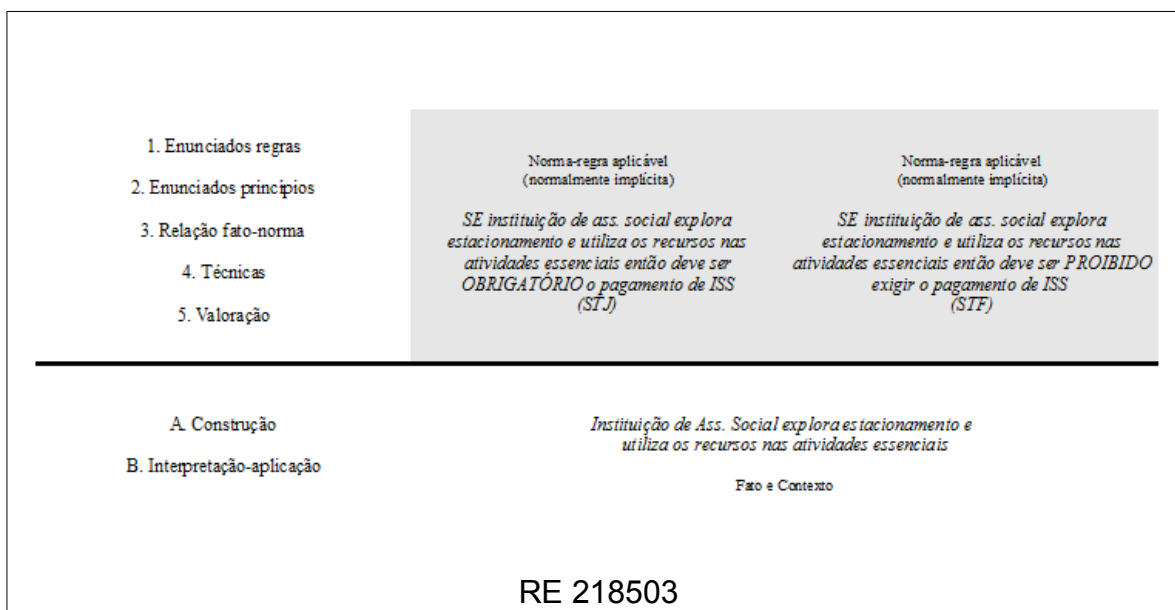 1. Enunciados regras
2. Enunciados princípios
3. Relação fato-norma
4. Técnicas
5. Valoração
Norma-regra aplicável
(normalmente implícita)
SE instituição de ass. social explora
estacionamento e utiliza os recursos nas
atividades essenciais então deve ser
OBRIGATÓRIO o pagamento de ISS
(STJ)
Norma-regra aplicável
(normalmente implícita)
SE instituição de ass. social explora
estacionamento e utiliza os recursos nas
atividades essenciais então deve ser PROIBIDO
exigir o pagamento de ISS
(STF)
A. Construção
B. Interpretação-aplicação
Instituição de Ass. Social explora estacionamento e
utiliza os recursos nas atividades essenciais
Fato e Contexto
RE 218503